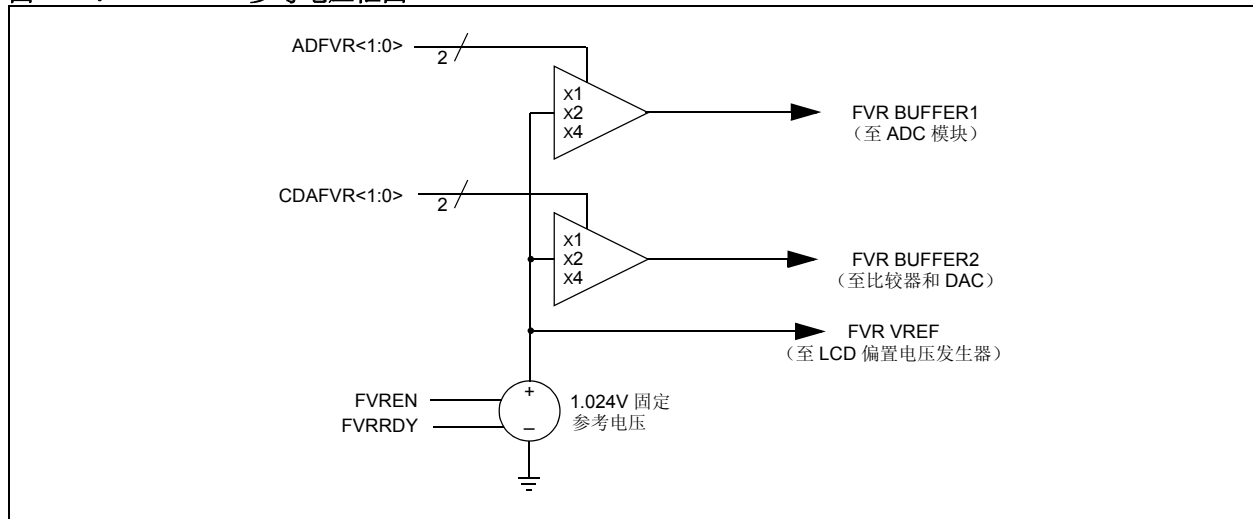 ADFVR<1:0>
2
X1
X2
X4
FVR BUFFER1
（至 ADC 模块）
CDAFVR<1:0>
2
X1
X2
X4
FVR BUFFER2
（至比较器和 DAC）
FVR VREF
（至 LCD 偏置电压发生器）
+
FVREN
1.024V 固定
FVRRDY
参考电压
–